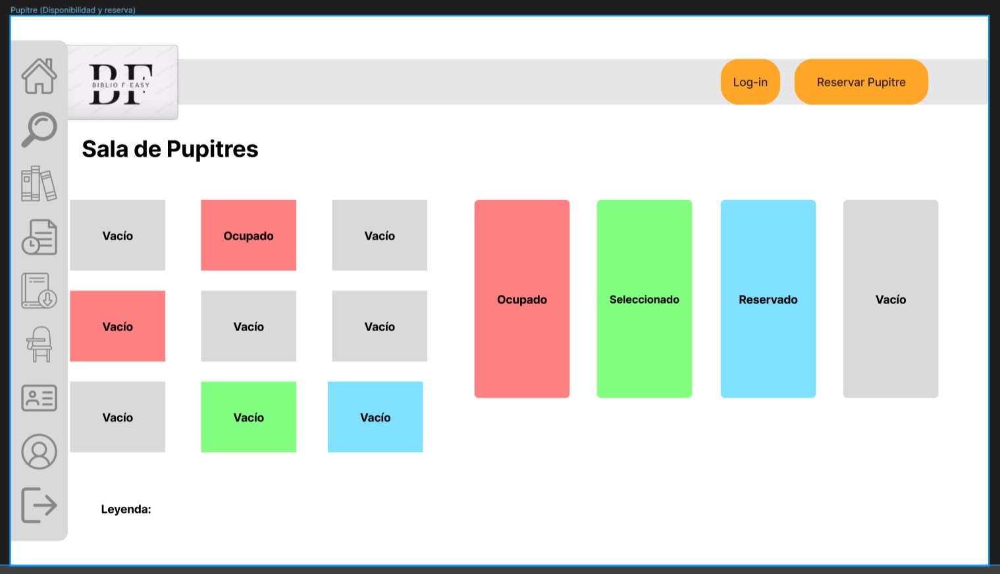 Pupitre (Disponibilidad y reserva)
BF
BIBLIO F-EASY
Log-in
Reservar Pupitre
Sala de Pupitres
Vacío
Ocupado
Vacío
Vacío
Vacío
Vacío
Vacío
Vacío
Vacío
Ocupado
Seleccionado
Reservado
Vacío
Leyenda: